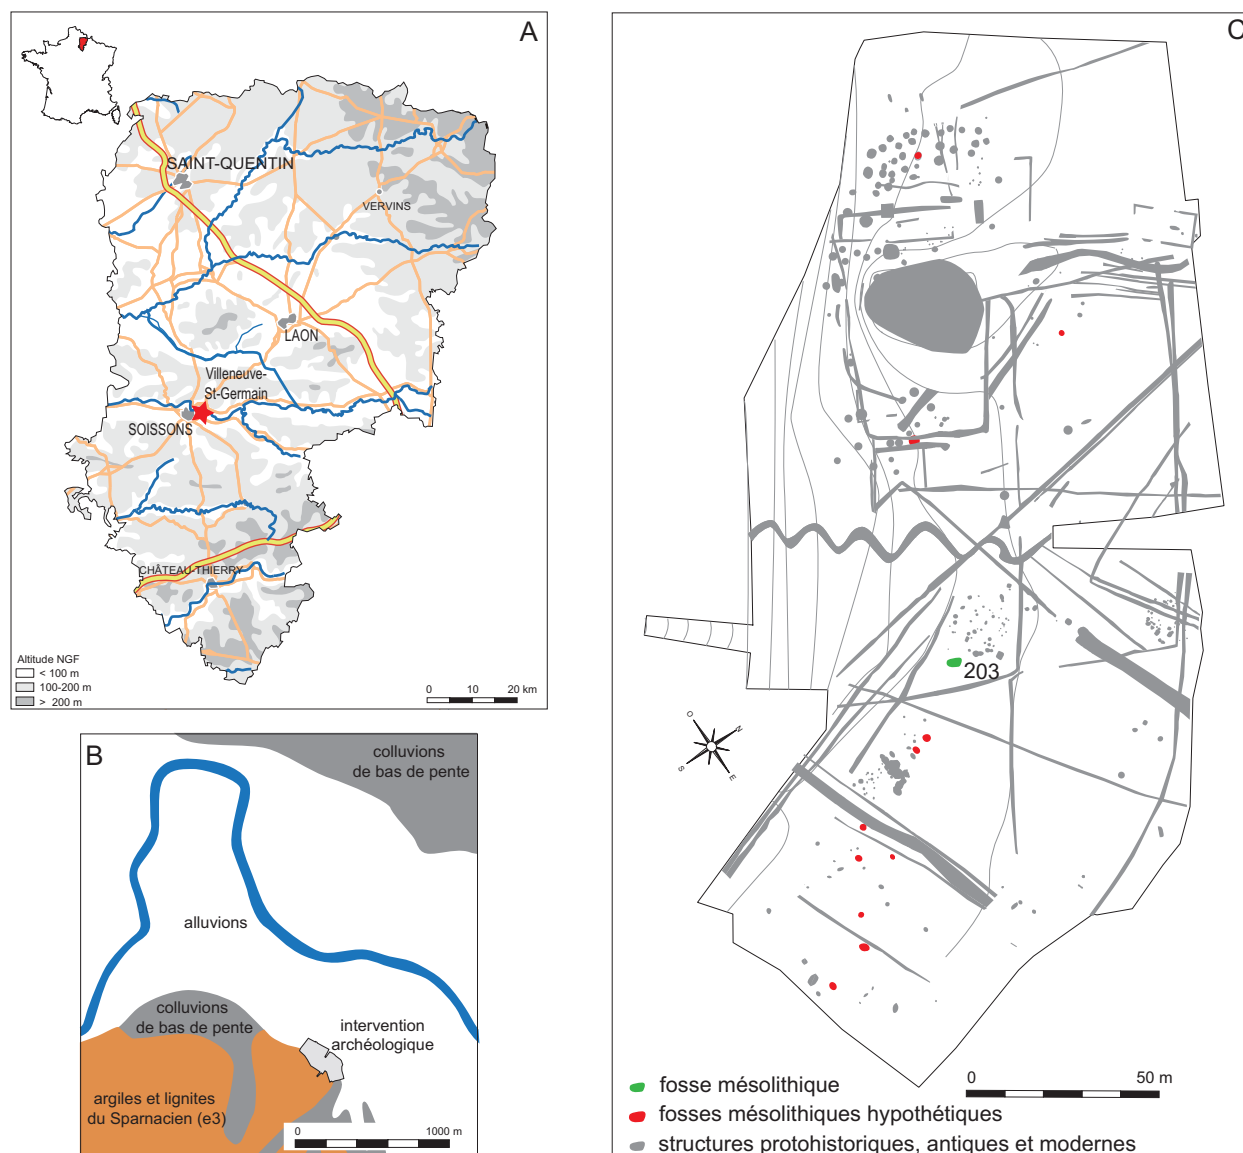 A
SAINT-QUENTIN
VERVINS
LAON
Villeneuve-
St-Germain
SOISSONS
CHÂTEAU-THIERRY
Altitude NGF
< 100 m
100-200 m
> 200 m
0 10 20 km
B
colluvions
de bas de pente
alluvions
colluvions
de bas de pente
intervention
archéologique
argiles et lignites
du Sparnacien (e3)
0 1000 m
C
203
O
N
S
E
0 50 m
fosse mésolithique
fosses mésolithiques hypothétiques
structures protohistoriques, antiques et modernes